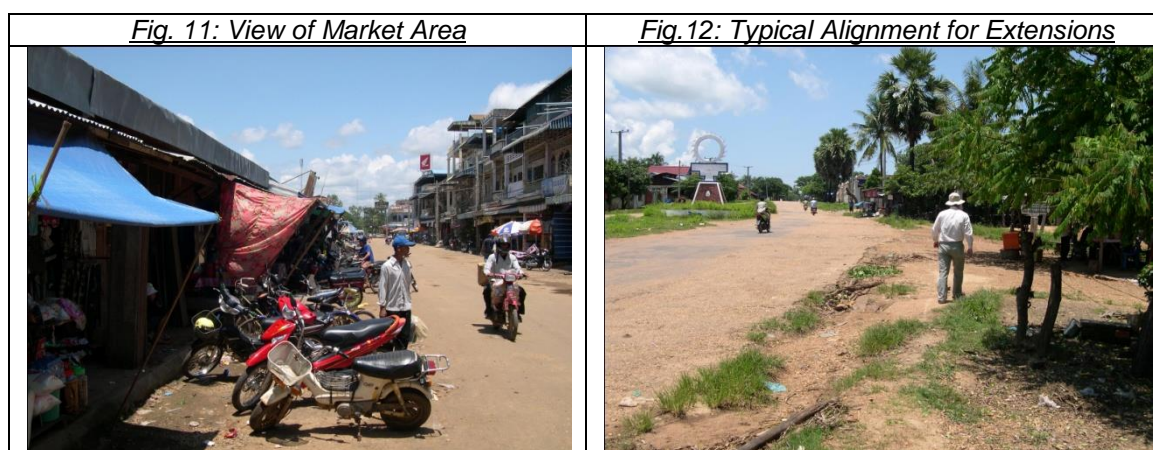 Fig. 11: View of Market Area
Fig.12: Typical Alignment for Extensions